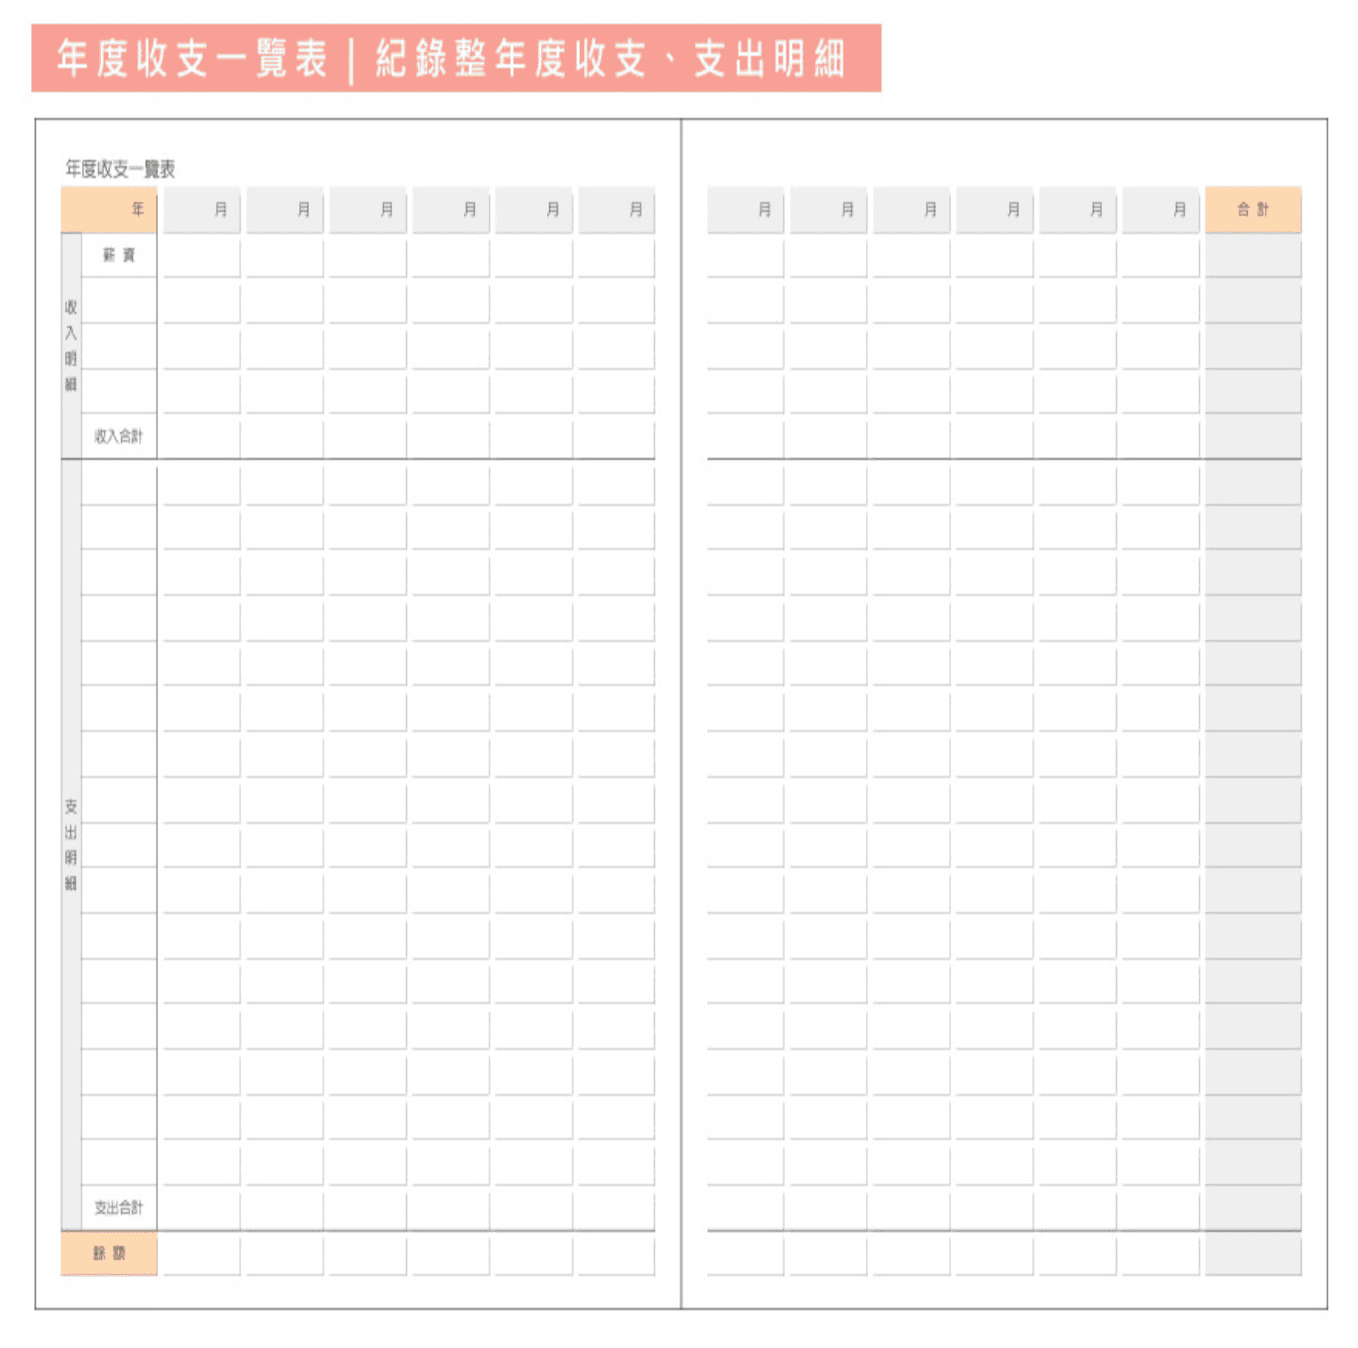 年度收支一覽表|紀錄整年度收支、支出明細
年度收支一覽表
年 月 月 月 月 月 月 月 月 月 月 月 月 合計
薪資
收入明細
收入合計
支出明細
支出合計
餘額